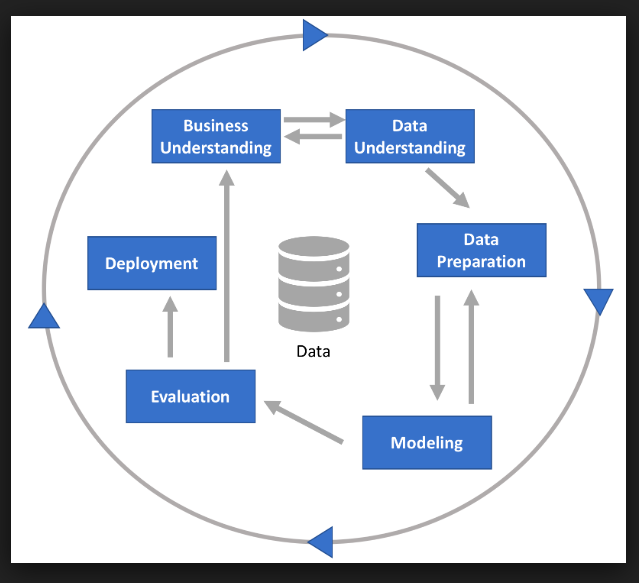 Business
Understanding
Data
Understanding
Data
Preparation
Deployment
Data
Evaluation
Modeling